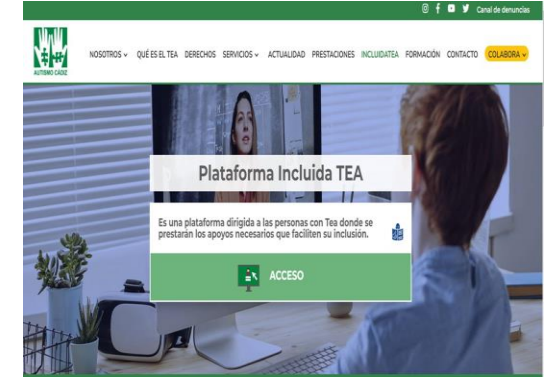 Canal de denuncias
AUTISMO CÁDIZ
NOSOTROS QUÉ ES EL TEA DERECHOS SERVICIOS ACTUALIDAD PRESTACIONES INCLUIDATEA FORMACIÓN CONTACTO COLABORA
Plataforma Incluida TEA
Es una plataforma dirigida a las personas con Tea donde se
prestarán los apoyos necesarios que faciliten su inclusión.
ACCESO